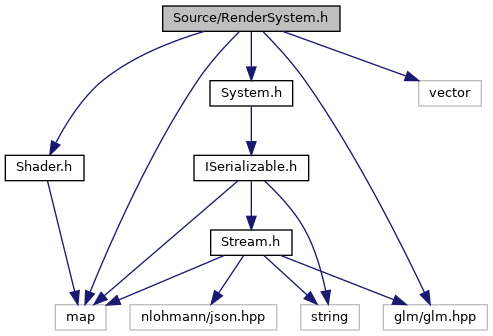 Source/RenderSystem.h
System.h
vector
Shader.h
ISerializable.h
Stream.h
map
nlohmann/json.hpp
string
glm/glm.hpp